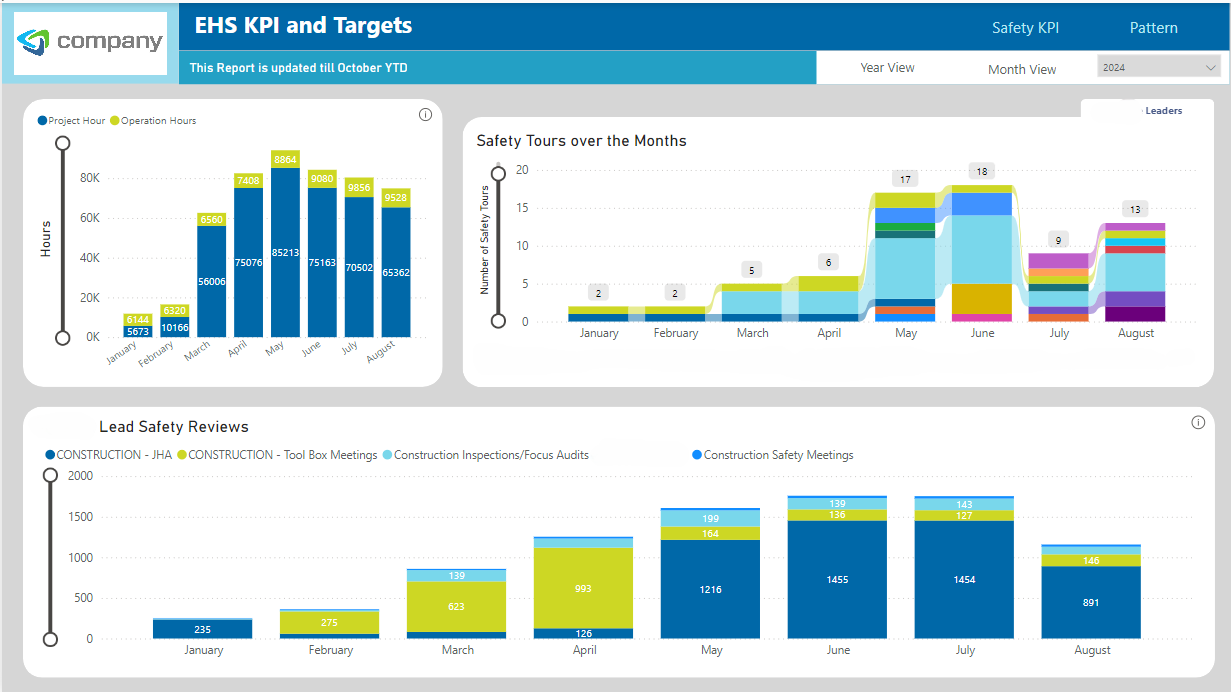 company
EHS KPI and Targets
Safety KPI
Pattern
This Report is updated till October YTD
Year View
Month View
2024
Project Hour
Operation Hours
Hours
80K
60K
40K
20K
0K
6144
5673
6320
10166
6560
56006
7408
75076
8864
85213
9080
75163
9856
70502
9528
65362
January
February
March
April
May
June
July
August
Leaders
Safety Tours over the Months
Number of Safety Tours
20
15
10
5
0
2
2
5
6
17
18
9
13
January
February
March
April
May
June
July
August
Lead Safety Reviews
CONSTRUCTION - JHA
CONSTRUCTION - Tool Box Meetings
Construction Inspections/Focus Audits
Construction Safety Meetings
2000
1500
1000
500
0
235
275
139
623
993
126
199
164
1216
139
136
1455
143
127
1454
146
891
January
February
March
April
May
June
July
August